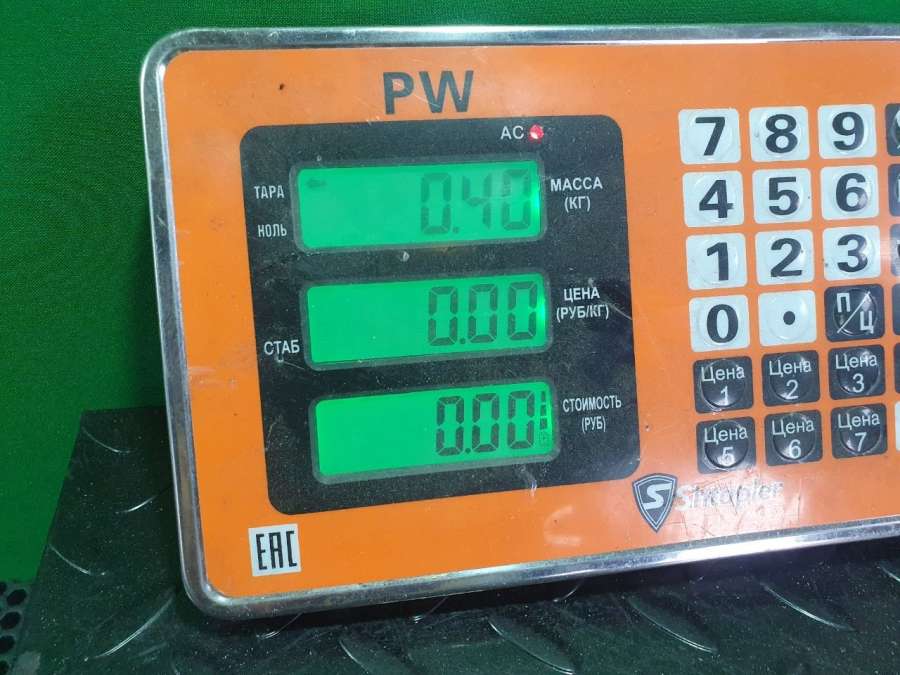 PW
AC
ТАРА
НОЛЬ
0.40
МАССА
(КГ)
СТАБ
0.00
ЦЕНА
(РУБ/КГ)
0.00
СТОИМОСТЬ
(РУБ)
7 8 9
4 5 6
1 2 3
0 . П/Ц
Цена 1 Цена 2 Цена 3
Цена 5 Цена 6 Цена 7
S
EAC